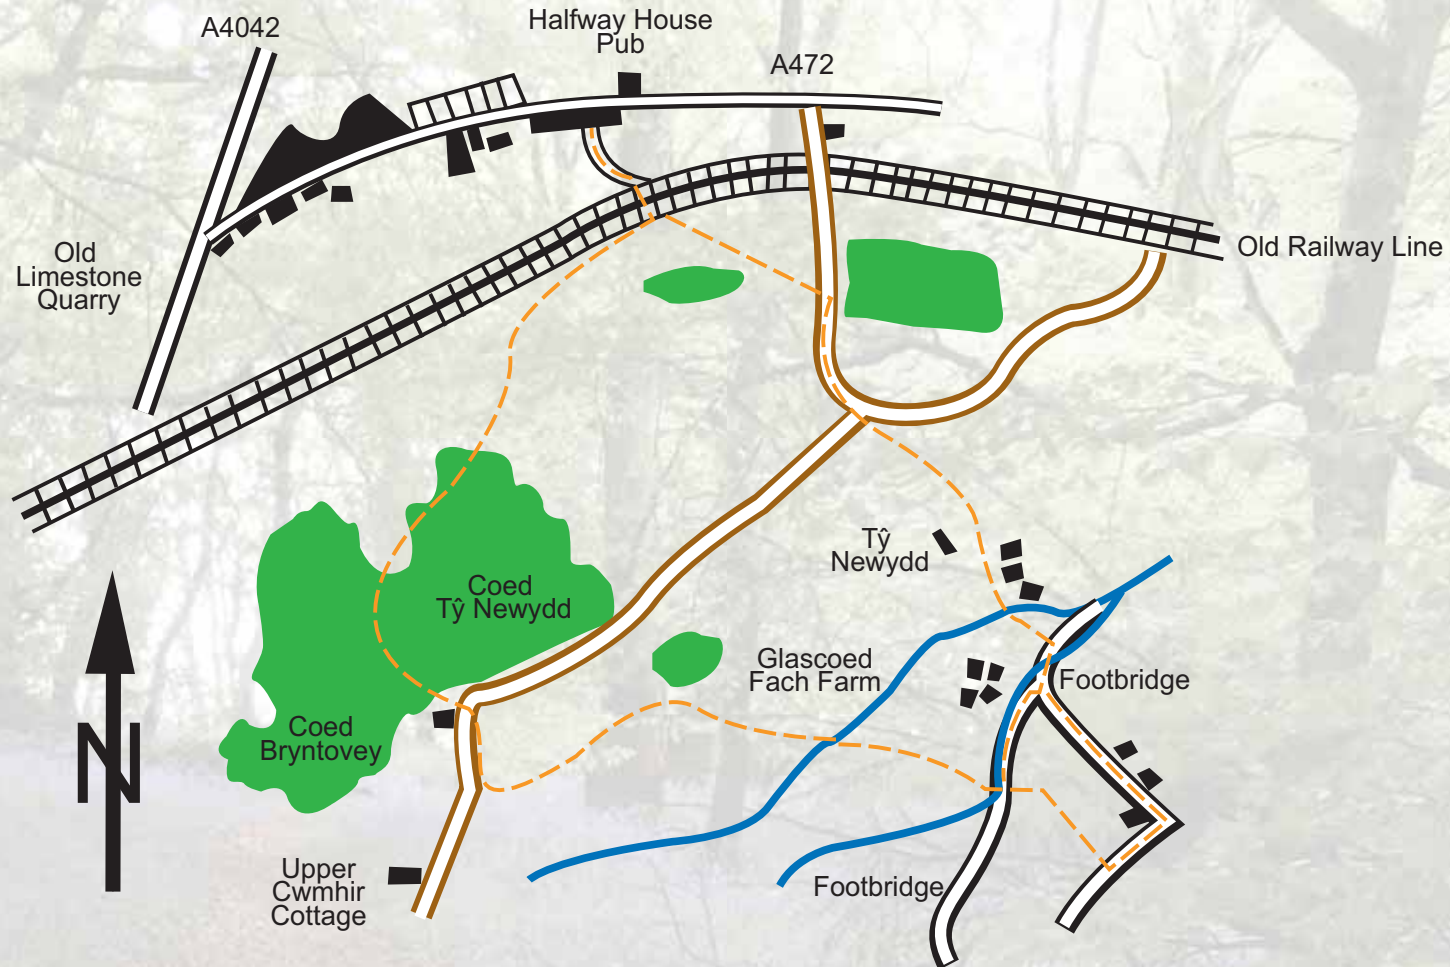 A4042
Halfway House
Pub
A472
Old
Limestone
Quarry
Old Railway Line
Tŷ
Newydd
Coed
Tŷ Newydd
Glascoed
Fach Farm
Footbridge
Coed
Bryntovey
N
Upper
Cwmhir
Cottage
Footbridge